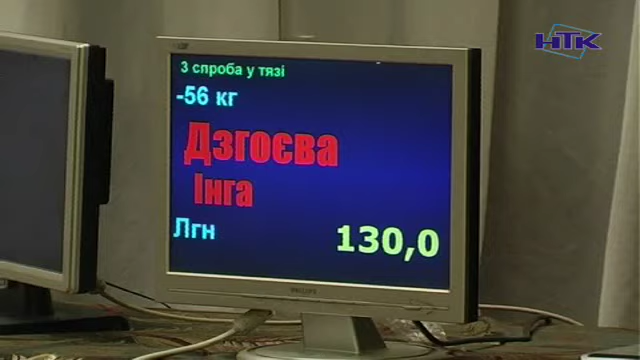 НТК
3 спроба у тязі
-56 кг
Дзгоєва
Інга
Лгн
130,0
PHILIPS